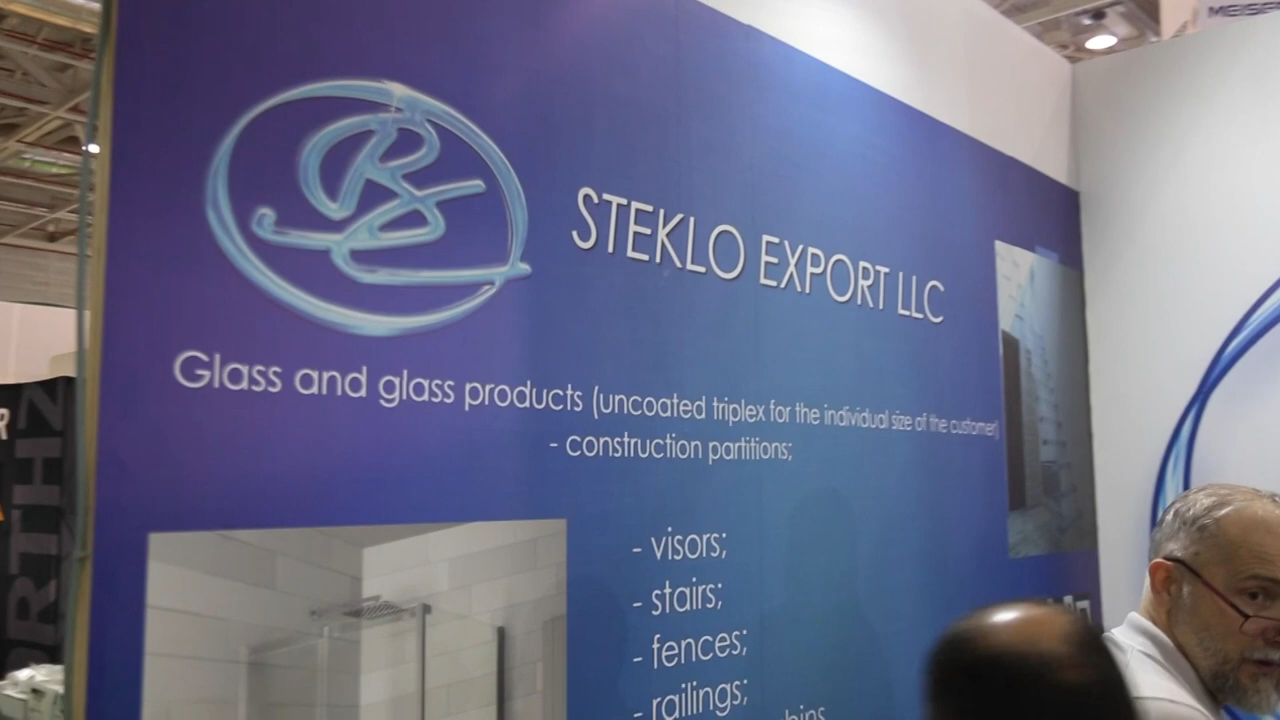 STEKLO EXPORT LLC
Glass and glass products (uncoated triplex for the individual size of the customer)
- construction partitions;
- visors;
- stairs;
- fences;
- railings;